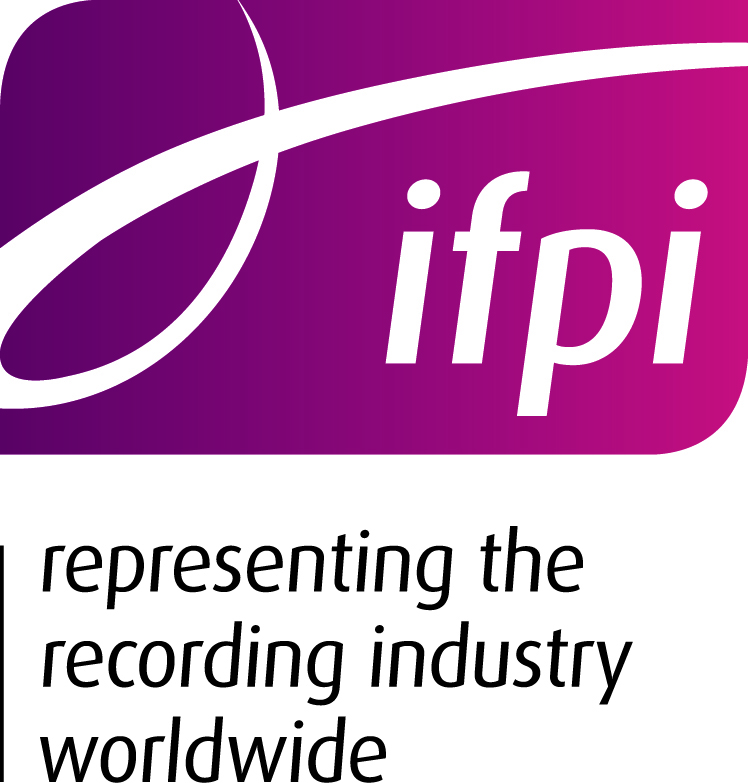 ifpi
representing the
recording industry
worldwide